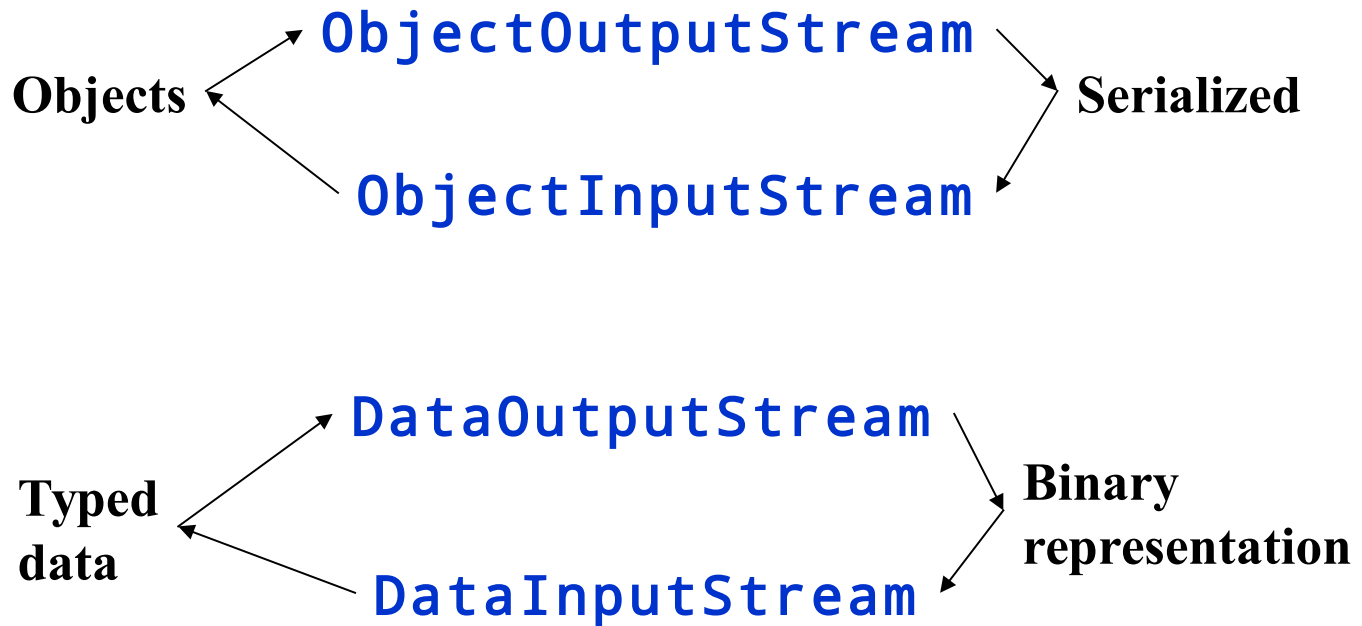 ObjectOutputStream
Objects
Serialized
ObjectInputStream
DataOutputStream
Typed
data
Binary
representation
DataInputStream